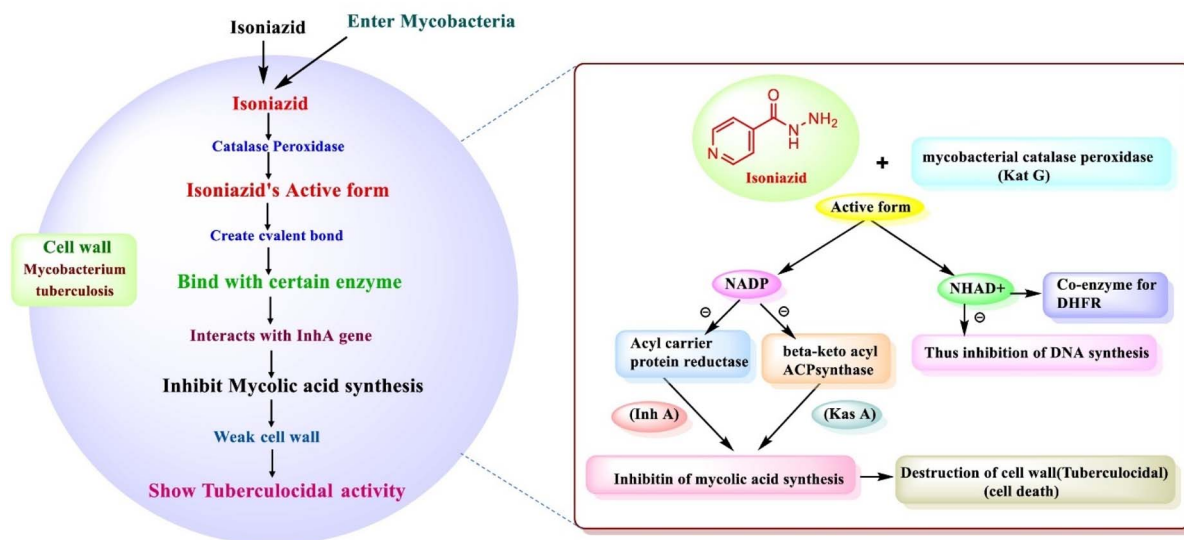 Isoniazid
Enter Mycobacteria
Isoniazid
Catalase Peroxidase
Isoniazid's Active form
Create cvalent bond
Bind with certain enzyme
Interacts with InhA gene
Inhibit Mycolic acid synthesis
Weak cell wall
Show Tuberculocidal activity
Cell wall
Mycobacterium
tuberculosis
O
NH2
N
H
N
Isoniazid
+
mycobacterial catalase peroxidase
(Kat G)
Active form
NADP
NHAD+
Co-enzyme for
DHFR
⊖
⊖
⊖
Acyl carrier
protein reductase
beta-keto acyl
ACPsynthase
Thus inhibition of DNA synthesis
(Inh A)
(Kas A)
Inhibitin of mycolic acid synthesis
Destruction of cell wall(Tuberculocidal)
(cell death)